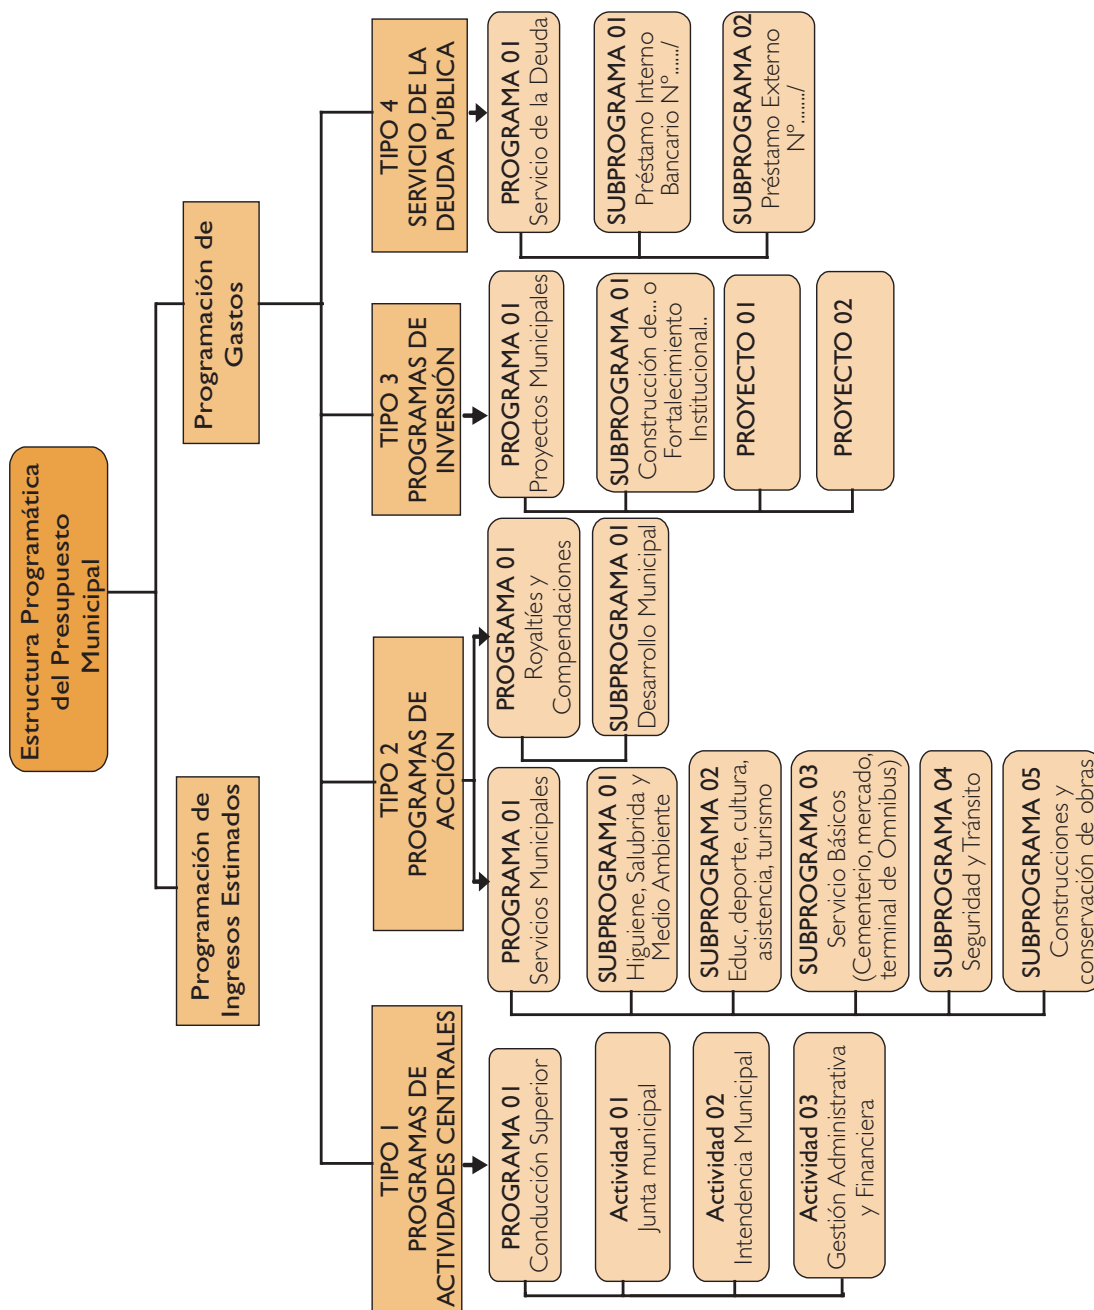 Estructura Programática
del Presupuesto
Municipal
Programación de
Ingresos Estimados
Programación de
Gastos
TIPO 1
PROGRAMAS DE
ACTIVIDADES CENTRALES
PROGRAMA 01
Conducción Superior
Actividad 01
Junta municipal
Actividad 02
Intendencia Municipal
Actividad 03
Gestión Administrativa
y Financiera
TIPO 2
PROGRAMAS DE
ACCIÓN
PROGRAMA 01
Servicios Municipales
SUBPROGRAMA 01
Higuiene, Salubrida y
Medio Ambiente
SUBPROGRAMA 02
Educ, deporte, cultura,
asistencia, turismo
SUBPROGRAMA 03
Servicio Básicos
(Cementerio, mercado,
terminal de Omnibus)
SUBPROGRAMA 04
Seguridad y Tránsito
SUBPROGRAMA 05
Construcciones y
conservación de obras
PROGRAMA 01
Royaltíes y
Compendaciones
SUBPROGRAMA 01
Desarrollo Municipal
TIPO 3
PROGRAMAS DE
INVERSIÓN
PROGRAMA 01
Proyectos Municipales
SUBPROGRAMA 01
Construcción de... o
Fortalecimiento
Institucional..
PROYECTO 01
PROYECTO 02
TIPO 4
SERVICIO DE LA
DEUDA PÚBLICA
PROGRAMA 01
Servicio de la Deuda
SUBPROGRAMA 01
Préstamo Interno
Bancario Nº ....../
SUBPROGRAMA 02
Préstamo Externo
Nº ......./